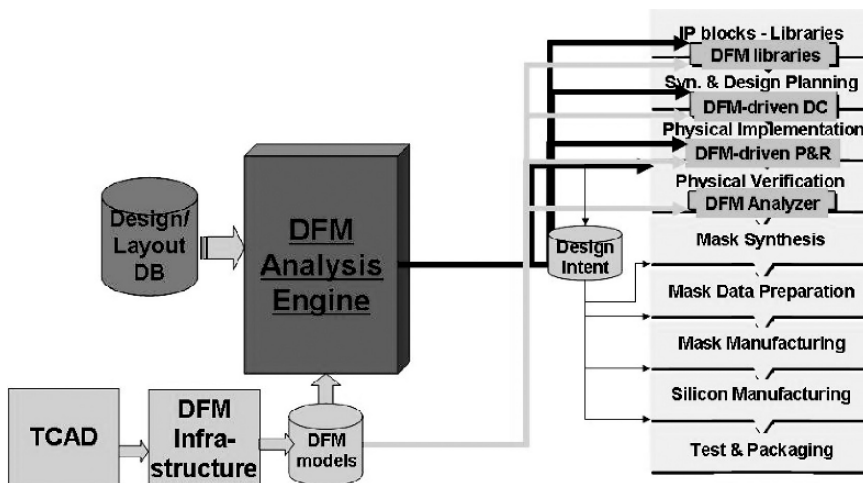 IP blocks - Libraries
DFM libraries
Syn. & Design Planning
DFM-driven DC
Physical Implementation
DFM-driven P&R
Physical Verification
DFM Analyzer
Mask Synthesis
Mask Data Preparation
Mask Manufacturing
Silicon Manufacturing
Test & Packaging
Design/
Layout
DB
DFM
Analysis
Engine
Design
Intent
TCAD
DFM
Infra-
structure
DFM
models